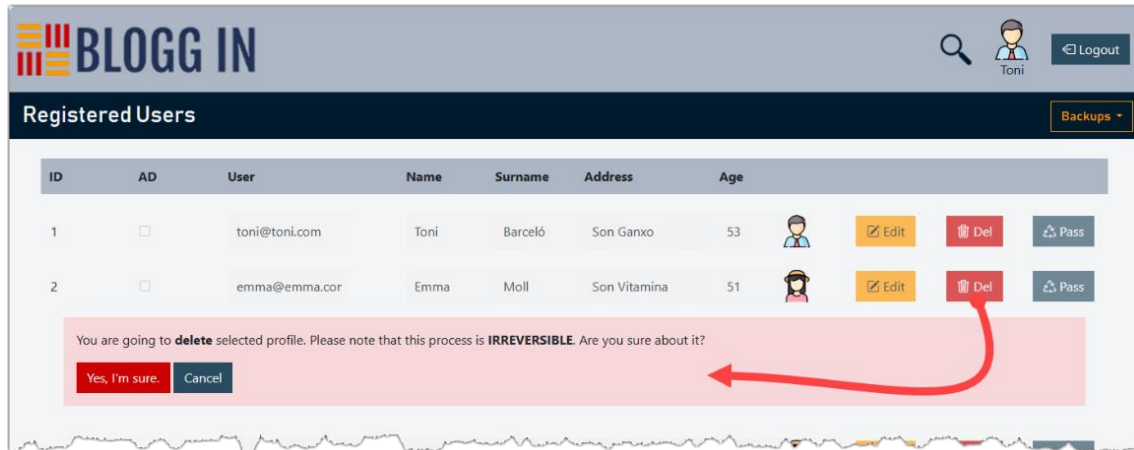 BLOGG IN
Toni
Logout
Registered Users
Backups
ID AD User Name Surname Address Age
1 toni@toni.com Toni Barceló Son Ganxo 53 Edit Del Pass
2 emma@emma.cor Emma Moll Son Vitamina 51 Edit Del Pass
You are going to delete selected profile. Please note that this process is IRREVERSIBLE. Are you sure about it?
Yes, I'm sure. Cancel